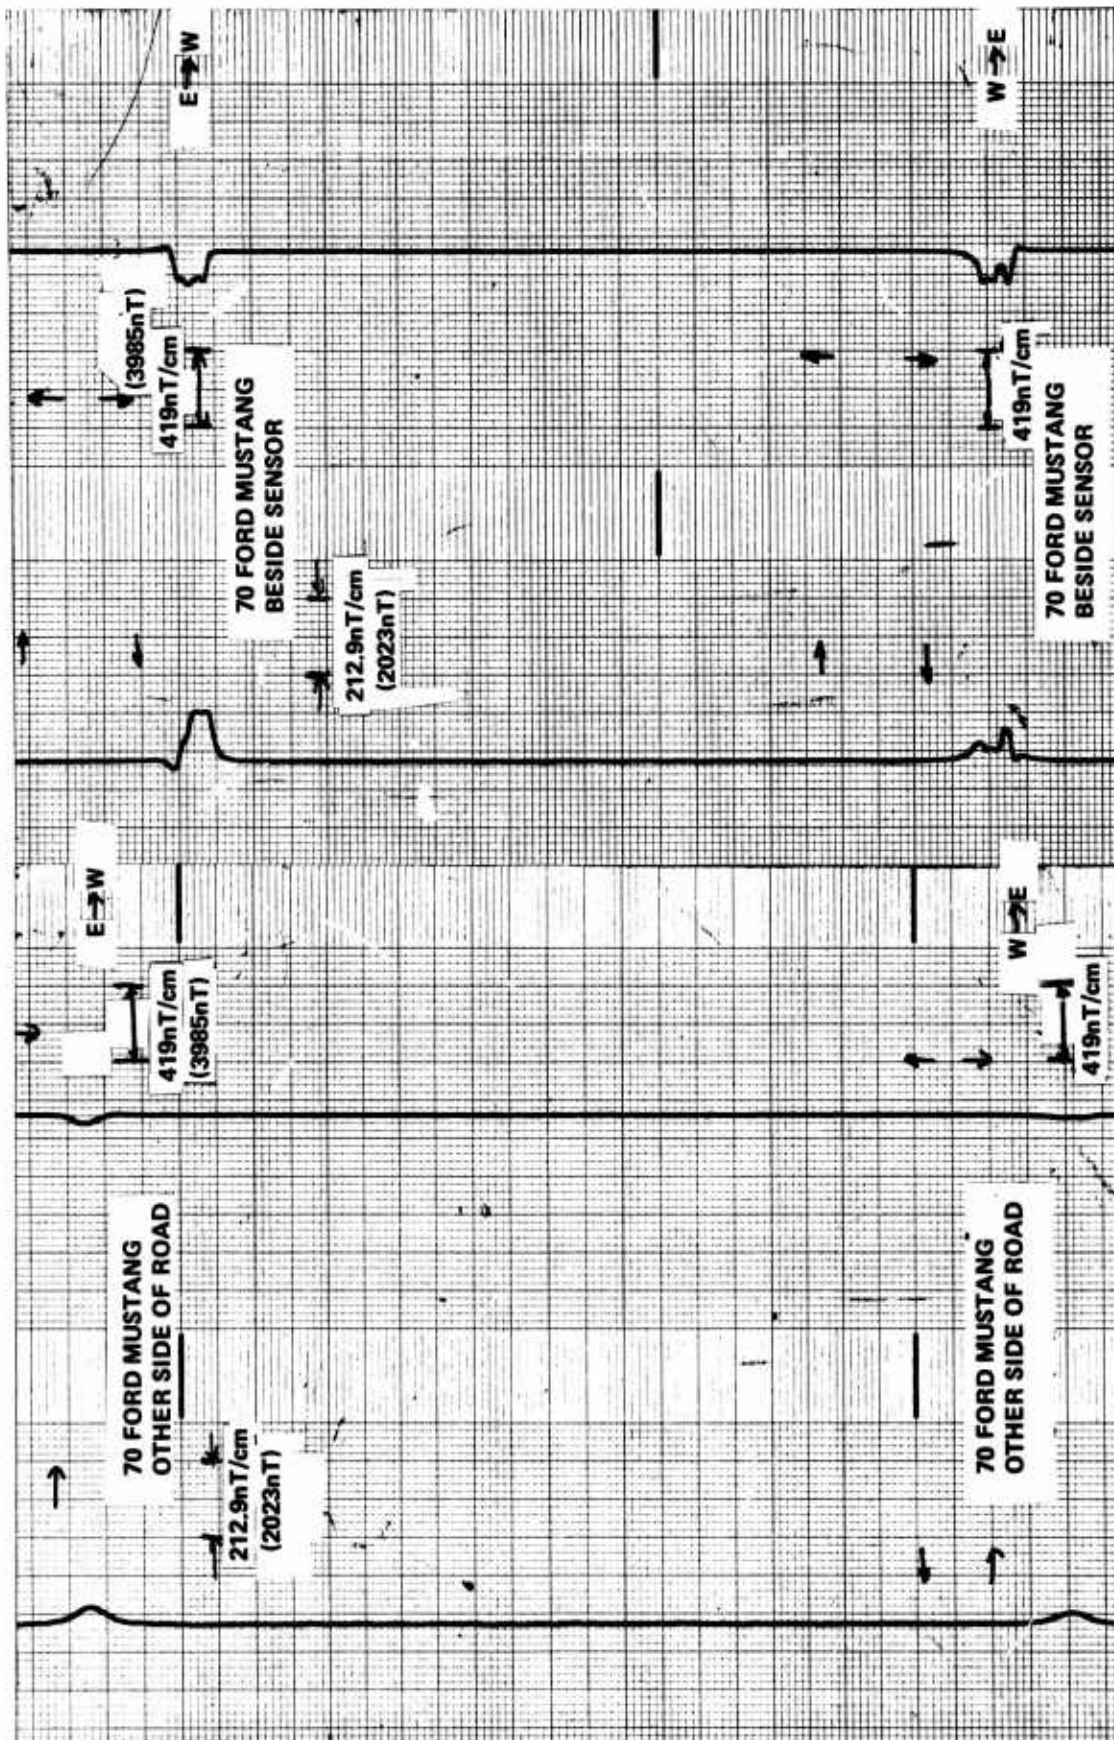 E→W
(3985nT)
419nT/cm
70 FORD MUSTANG
BESIDE SENSOR
212.9nT/cm
(2023nT)
W→E
419nT/cm
70 FORD MUSTANG
BESIDE SENSOR
E→W
419nT/cm
(3985nT)
70 FORD MUSTANG
OTHER SIDE OF ROAD
212.9nT/cm
(2023nT)
W→E
419nT/cm
70 FORD MUSTANG
OTHER SIDE OF ROAD